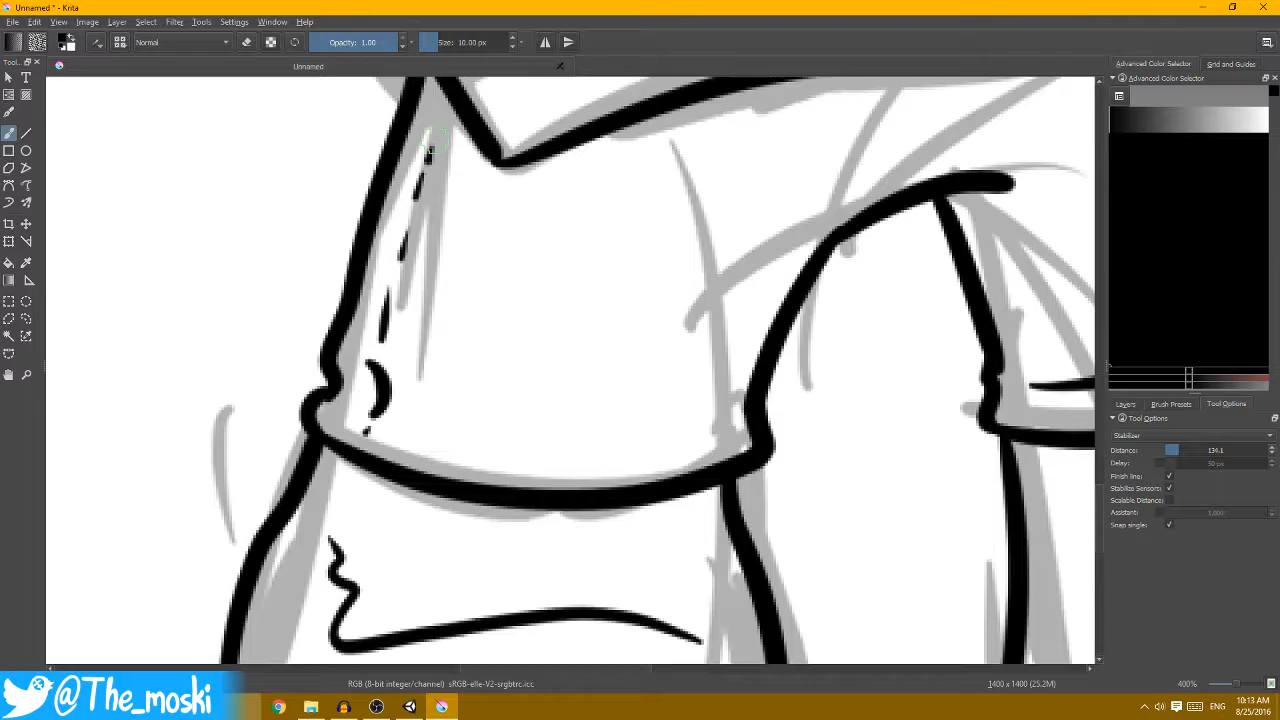 Unnamed * - Krita
File Edit View Image Layer Select Filter Tools Settings Window Help
Normal Opacity: 1.00 Size: 10.00 px
Unnamed
Tool...
Advanced Color Selector Grid and Guides
Advanced Color Selector
Layers Brush Presets Tool Options
Tool Options
Stabilizer
Distance: 134.1
Delay: 50 px
Finish line:
Stabilize Sensors:
Scalable Distance:
Assistant: 1,000
Snap single:
RGB (8-bit integer/channel) sRGB-elle-V2-srgbtrc.icc
1400 x 1400 (25.2M)
400%
@The_moski
ENG
10:13 AM
8/25/2016